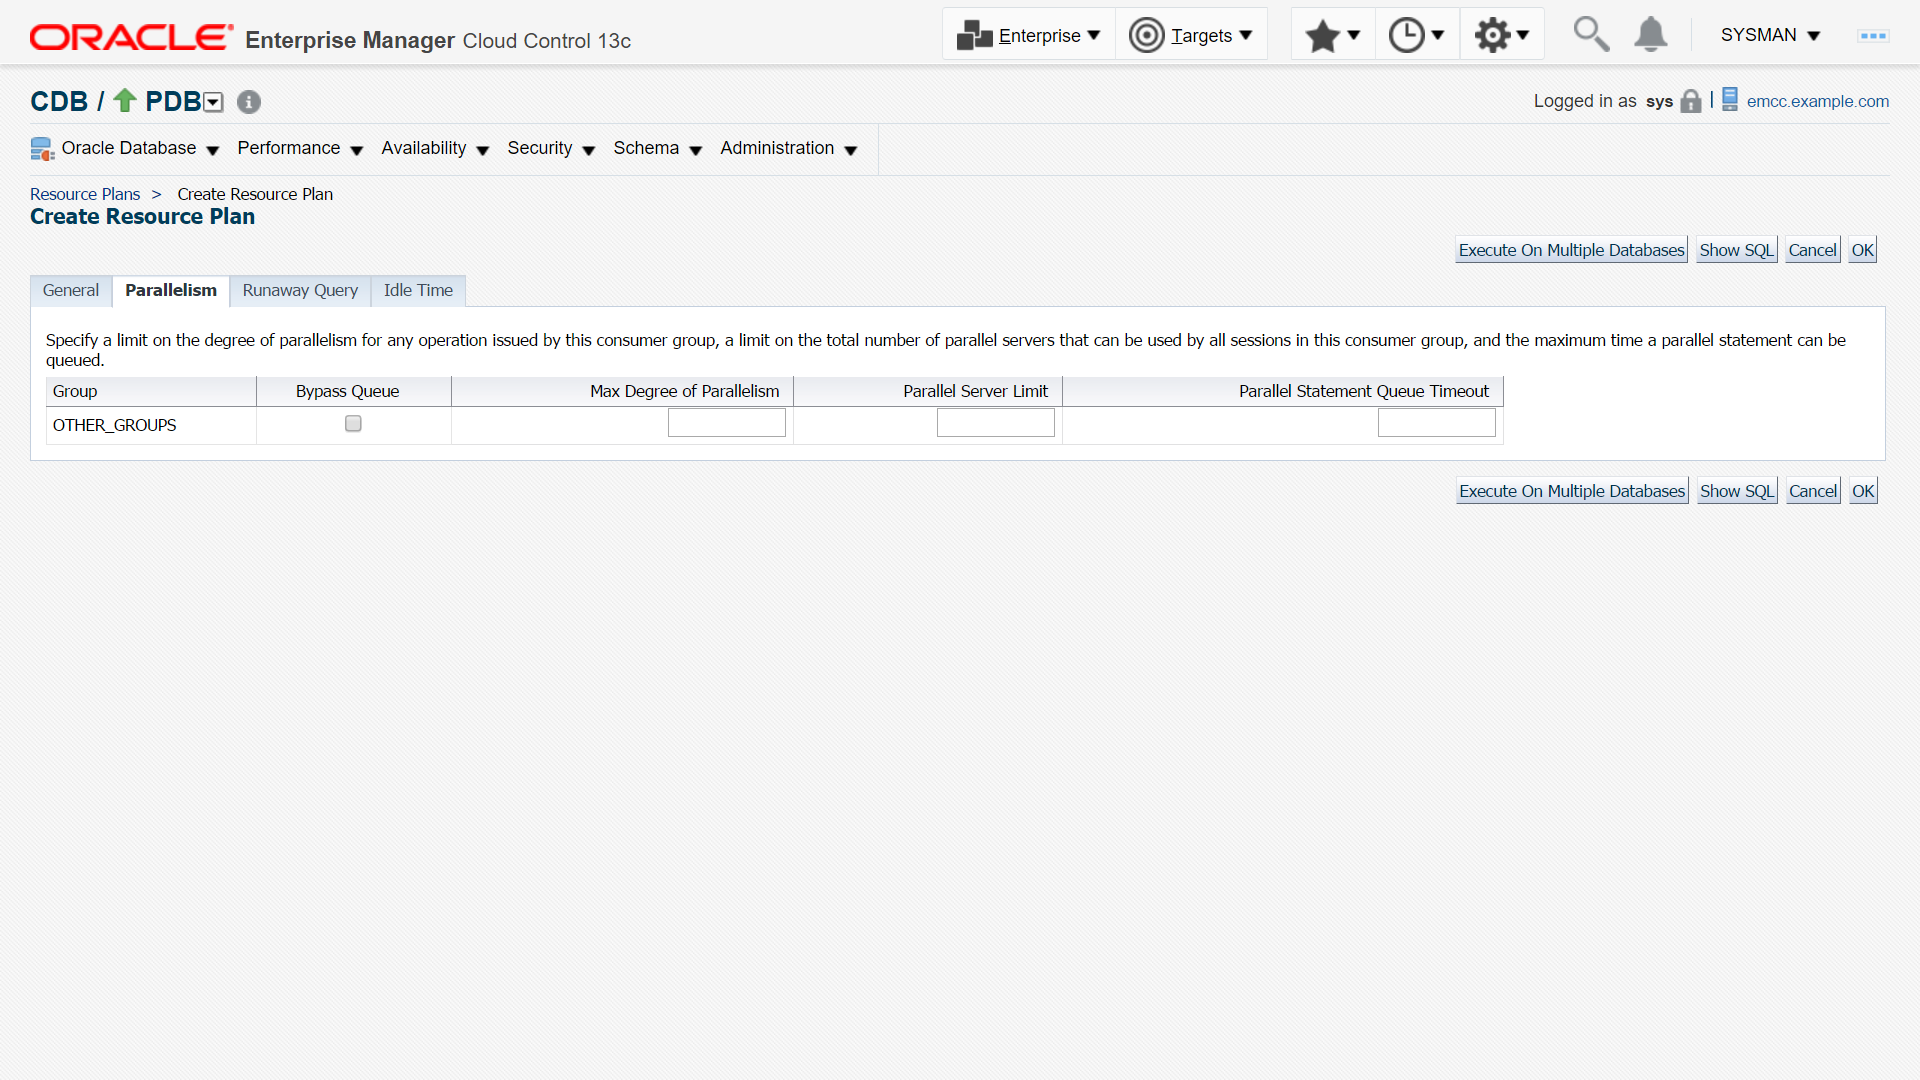 ORACLE Enterprise Manager Cloud Control 13c Enterprise Targets SYSMAN
CDB / PDB Logged in as sys emcc.example.com
Oracle Database Performance Availability Security Schema Administration
Resource Plans > Create Resource Plan
Create Resource Plan
Execute On Multiple Databases Show SQL Cancel OK
General Parallelism Runaway Query Idle Time
Specify a limit on the degree of parallelism for any operation issued by this consumer group, a limit on the total number of parallel servers that can be used by all sessions in this consumer group, and the maximum time a parallel statement can be
queued.
Group Bypass Queue Max Degree of Parallelism Parallel Server Limit Parallel Statement Queue Timeout
OTHER_GROUPS
Execute On Multiple Databases Show SQL Cancel OK